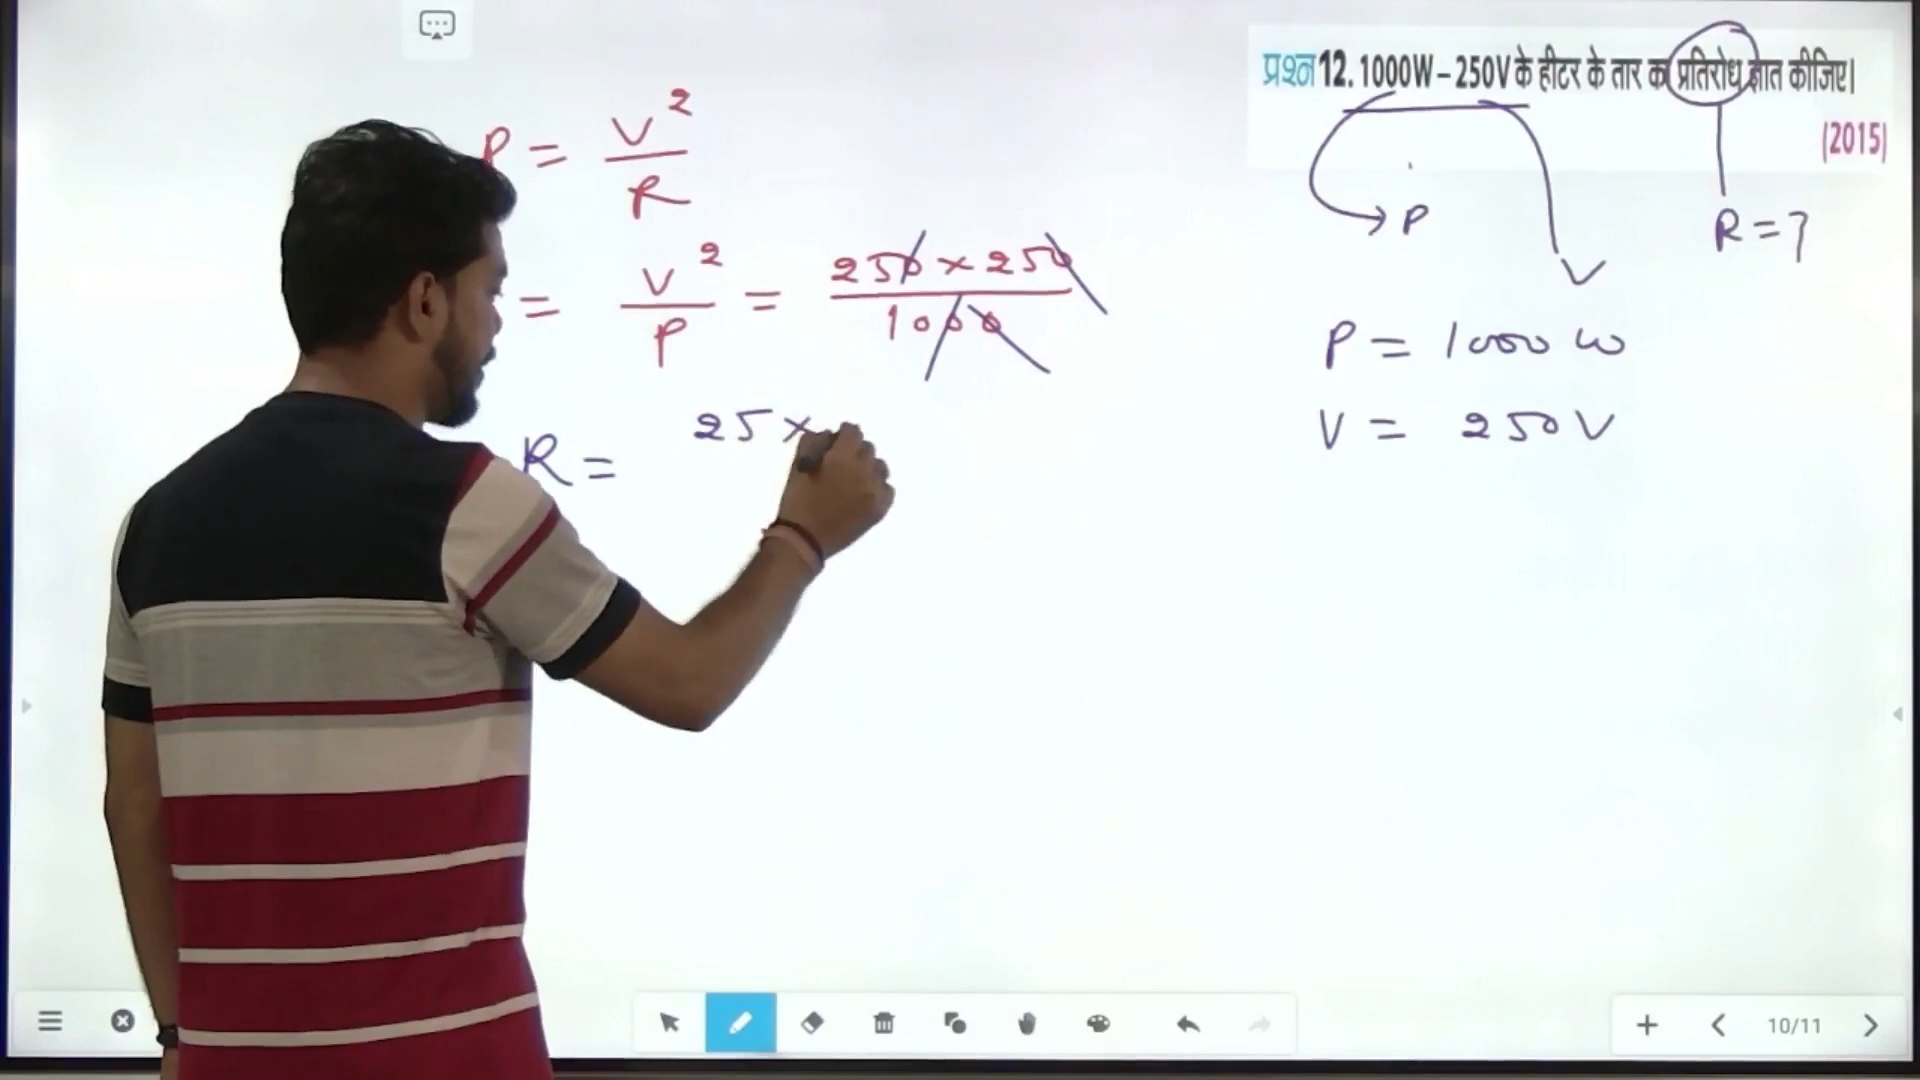 प्रश्न 12. 1000W – 250V के हीटर के तार का प्रतिरोध ज्ञात कीजिए।
(2015)
P = V²/R
= V²/P = 250 × 250/1000
R = 25 ×
P
V
R = ?
P = 1000 W
V = 250 V
10/11